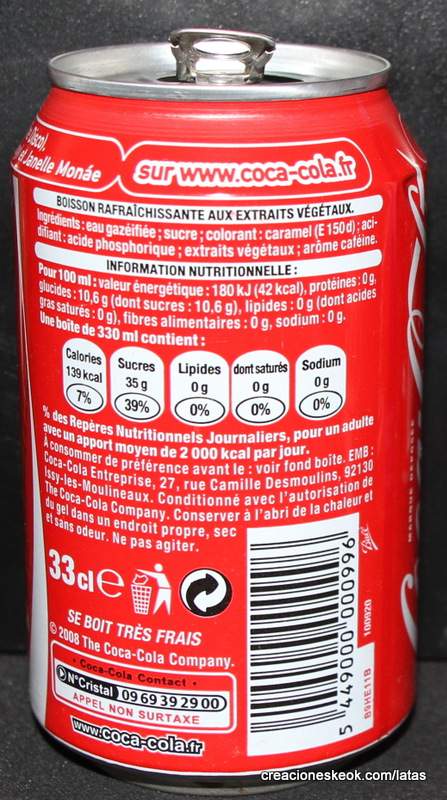 Disco!,
et Janelle Monáe
sur www.coca-cola.fr
BOISSON RAFRAÎCHISSANTE AUX EXTRAITS VÉGÉTAUX.
Ingrédients : eau gazéifiée ; sucre ; colorant : caramel (E 150d) ; aci-
difiant : acide phosphorique ; extraits végétaux ; arôme caféine.
INFORMATION NUTRITIONNELLE :
Pour 100 ml : valeur énergétique : 180 kJ (42 kcal), protéines : 0 g,
glucides : 10,6 g (dont sucres : 10,6 g), lipides : 0 g (dont acides
gras saturés : 0 g), fibres alimentaires : 0 g, sodium : 0 g.
Une boîte de 330 ml contient :
Calories Sucres Lipides dont saturés Sodium
139 kcal 35 g 0 g 0 g 0 g
7% 39% 0% 0% 0%
% des Repères Nutritionnels Journaliers, pour un adulte
avec un apport moyen de 2 000 kcal par jour.
A consommer de préférence avant le : voir fond boîte. EMB :
Coca-Cola Entreprise, 27, rue Camille Desmoulins, 92130
Issy-les-Moulineaux. Conditionné avec l'autorisation de
The Coca-Cola Company. Conserver à l'abri de la chaleur et
du gel dans un endroit propre, sec
et sans odeur. Ne pas agiter.
33cl e
SE BOIT TRÈS FRAIS
© 2008 The Coca-Cola Company.
• Coca-Cola Contact •
N°Cristal 09 69 39 29 00
APPEL NON SURTAXE
www.coca-cola.fr
5 449000 000996
Ball
100920
89HE11B
MARQUE DÉPOSÉE
creacioneskeok.com/latas